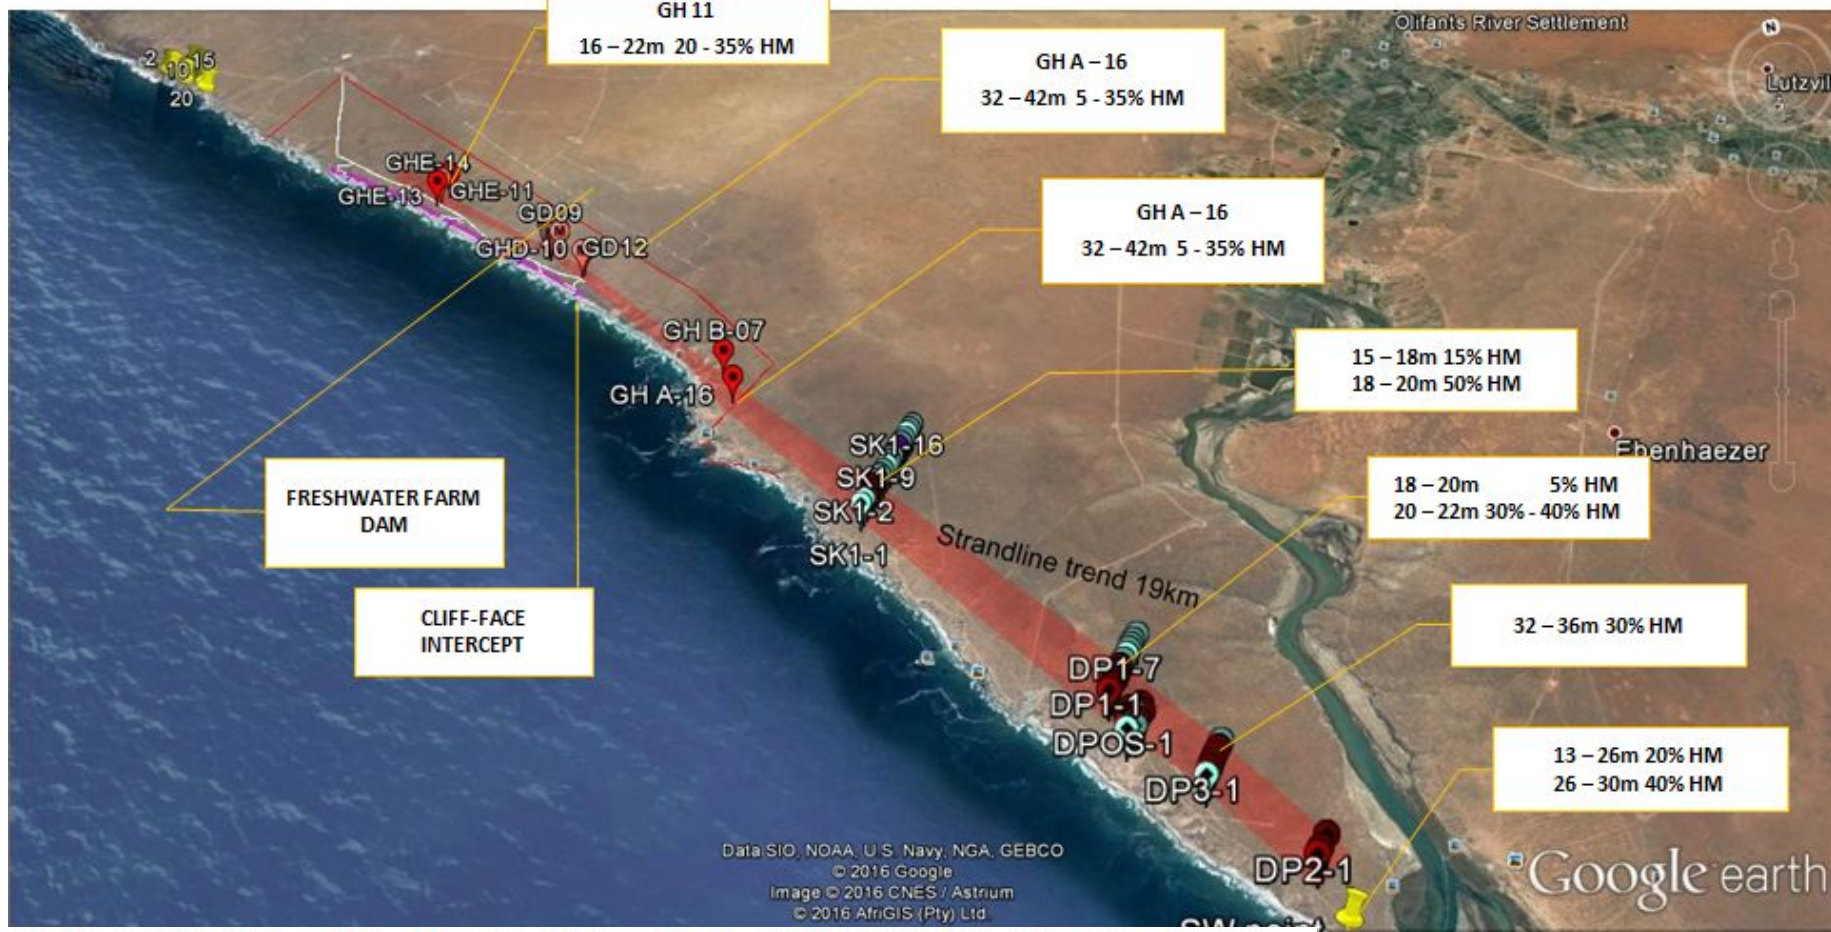 GH 11
16 – 22m 20 - 35% HM
Olifants River Settlement
N
-2 10 15
20
GH A – 16
32 – 42m 5 - 35% HM
GHE-14
GHE-13
GHE-11
GD09
GHD-10
GD12
GH A – 16
32 – 42m 5 - 35% HM
GH B-07
GH A-16
15 – 18m 15% HM
18 – 20m 50% HM
SK1-16
SK1-9
SK1-2
SK1-1
Ebenhaezer
FRESHWATER FARM
DAM
18 – 20m 5% HM
20 – 22m 30% - 40% HM
Strandline trend 19km
CLIFF-FACE
INTERCEPT
32 – 36m 30% HM
DP1-7
DP1-1
DPOS-1
DP3-1
13 – 26m 20% HM
26 – 30m 40% HM
DP2-1
Data SIO, NOAA, U.S. Navy, NGA, GEBCO
© 2016 Google
Image © 2016 CNES / Astrium
© 2016 AfriGIS (Pty) Ltd.
Google earth
SW point